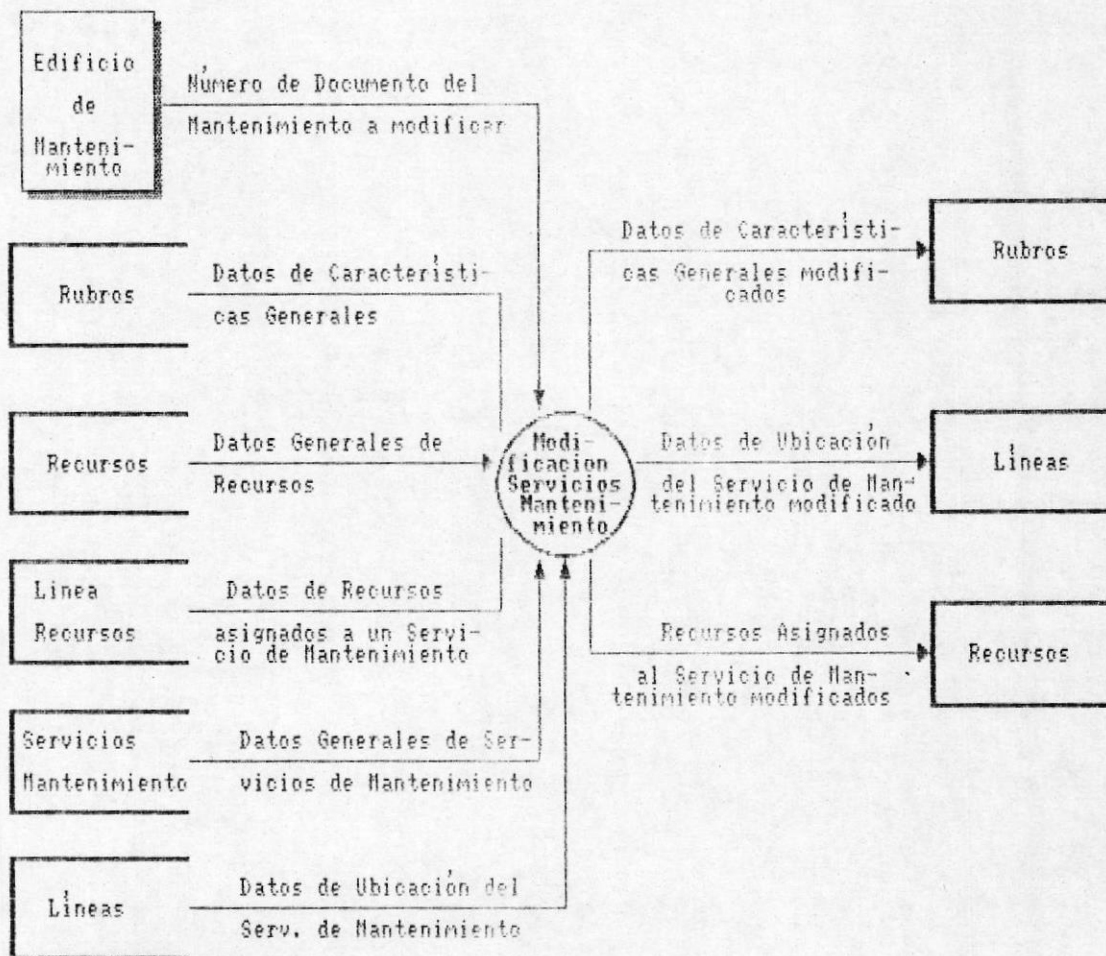 Edificio
de
Manteni-
miento
Número de Documento del
Mantenimiento a modificar
Rubros
Datos de Característi-
cas Generales
Recursos
Datos Generales de
Recursos
Linea
Recursos
Datos de Recursos
asignados a un Servi-
cio de Mantenimiento
Servicios
Mantenimiento
Datos Generales de Ser-
vicios de Mantenimiento
Líneas
Datos de Ubicación del
Serv. de Mantenimiento
Modi-
ficacion
Servicios
Manteni-
miento
Datos de Característi-
cas Generales modifi-
cados
Rubros
Datos de Ubicación
del Servicio de Man-
tenimiento modificado
Líneas
Recursos Asignados
al Servicio de Man-
tenimiento modificados
Recursos